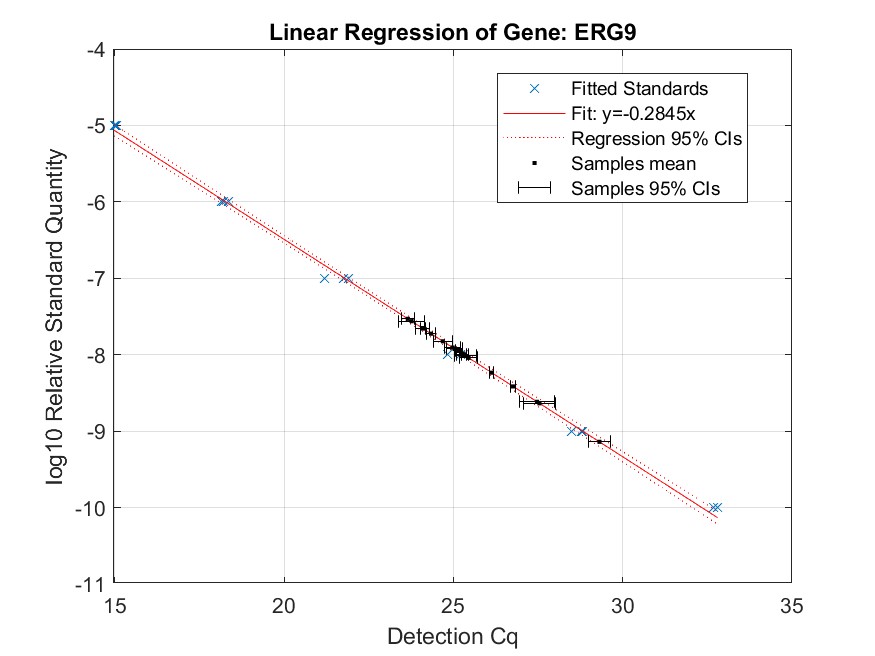 Linear Regression of Gene: ERG9
Fitted Standards
Fit: y=-0.2845x
Regression 95% CIs
Samples mean
Samples 95% CIs
log10 Relative Standard Quantity
-4
-5
-6
-7
-8
-9
-10
-11
15 20 25 30 35
Detection Cq